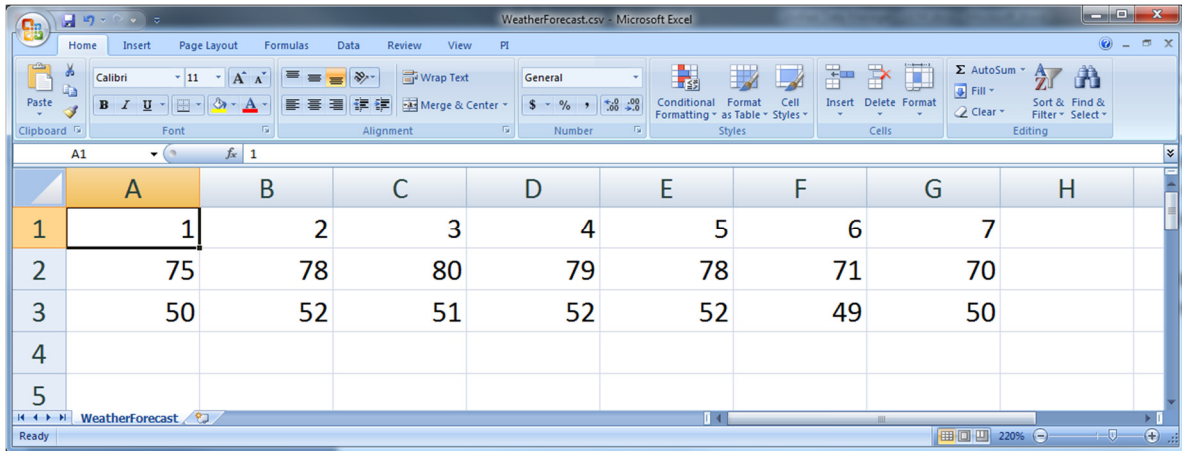 WeatherForecast.csv - Microsoft Excel
Home Insert Page Layout Formulas Data Review View PI
Calibri 11 A A Wrap Text General Σ AutoSum
Fill
Paste B I U A Merge & Center $ % , .0 .00 .00 .0 Conditional Format Cell Insert Delete Format Clear Sort & Find &
Formatting as Table Styles Filter Select
Clipboard Font Alignment Number Styles Cells Editing
A1 fx 1
A B C D E F G H
1 1 2 3 4 5 6 7
2 75 78 80 79 78 71 70
3 50 52 51 52 52 49 50
4
5
WeatherForecast
Ready 220%